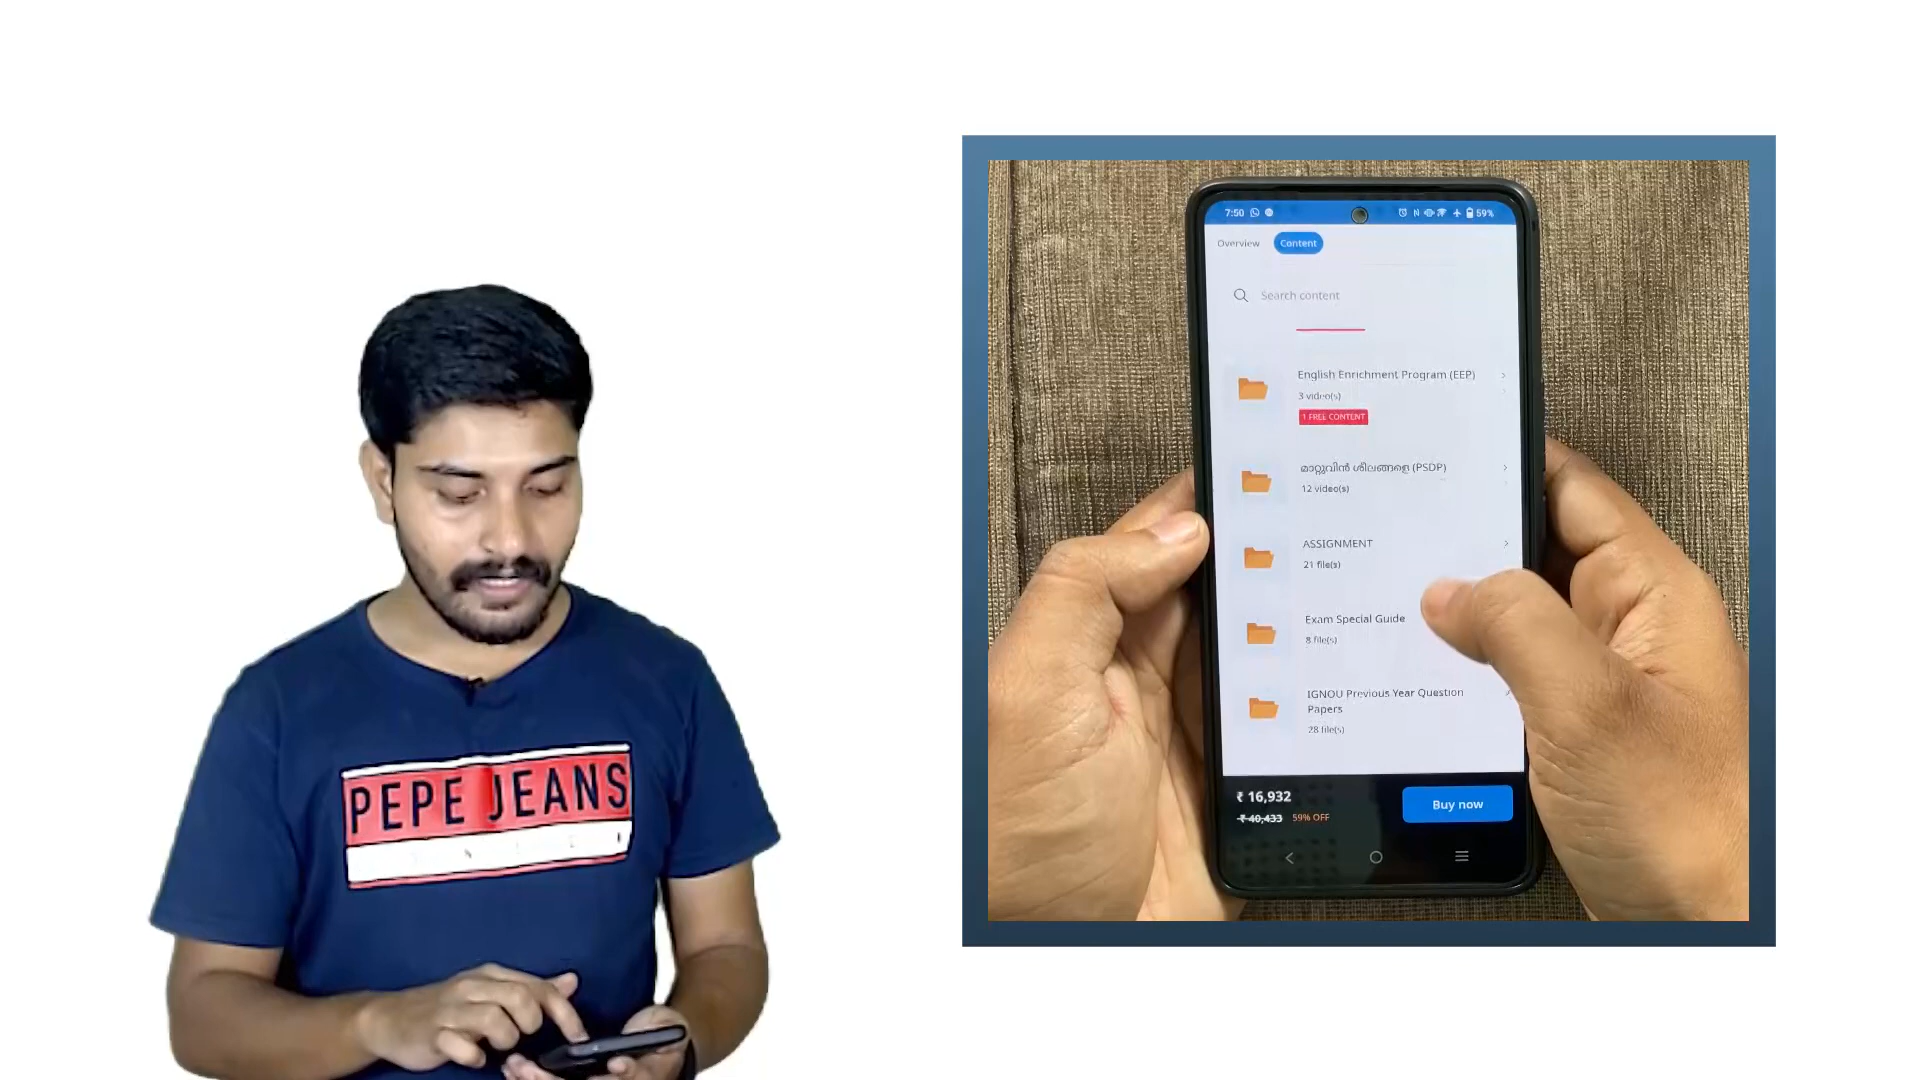 PEPE JEANS
7:50
59%
Overview
Content
Search content
English Enrichment Program (EEP)
3 video(s)
1 FREE CONTENT
മാറ്റുവിൻ ശീലങ്ങളെ (PSDP)
12 video(s)
ASSIGNMENT
21 file(s)
Exam Special Guide
8 file(s)
IGNOU Previous Year Question
Papers
28 file(s)
₹ 16,932
₹ 40,433 59% OFF
Buy now